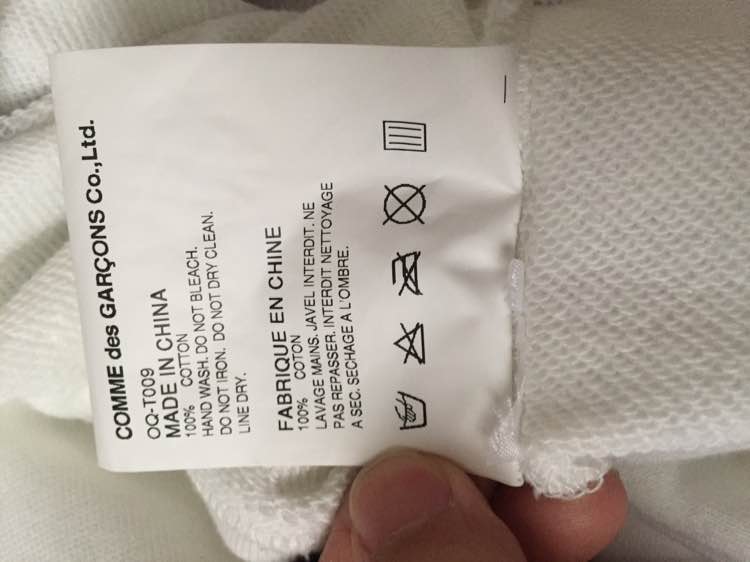 COMME des GARÇONS Co.,Ltd.
OQ-T009
MADE IN CHINA
100% COTTON
HAND WASH. DO NOT BLEACH.
DO NOT IRON. DO NOT DRY CLEAN.
LINE DRY.
FABRIQUE EN CHINE
100% COTON
LAVAGE MAINS. JAVEL INTERDIT. NE
PAS REPASSER. INTERDIT NETTOYAGE
A SEC. SECHAGE A L'OMBRE.